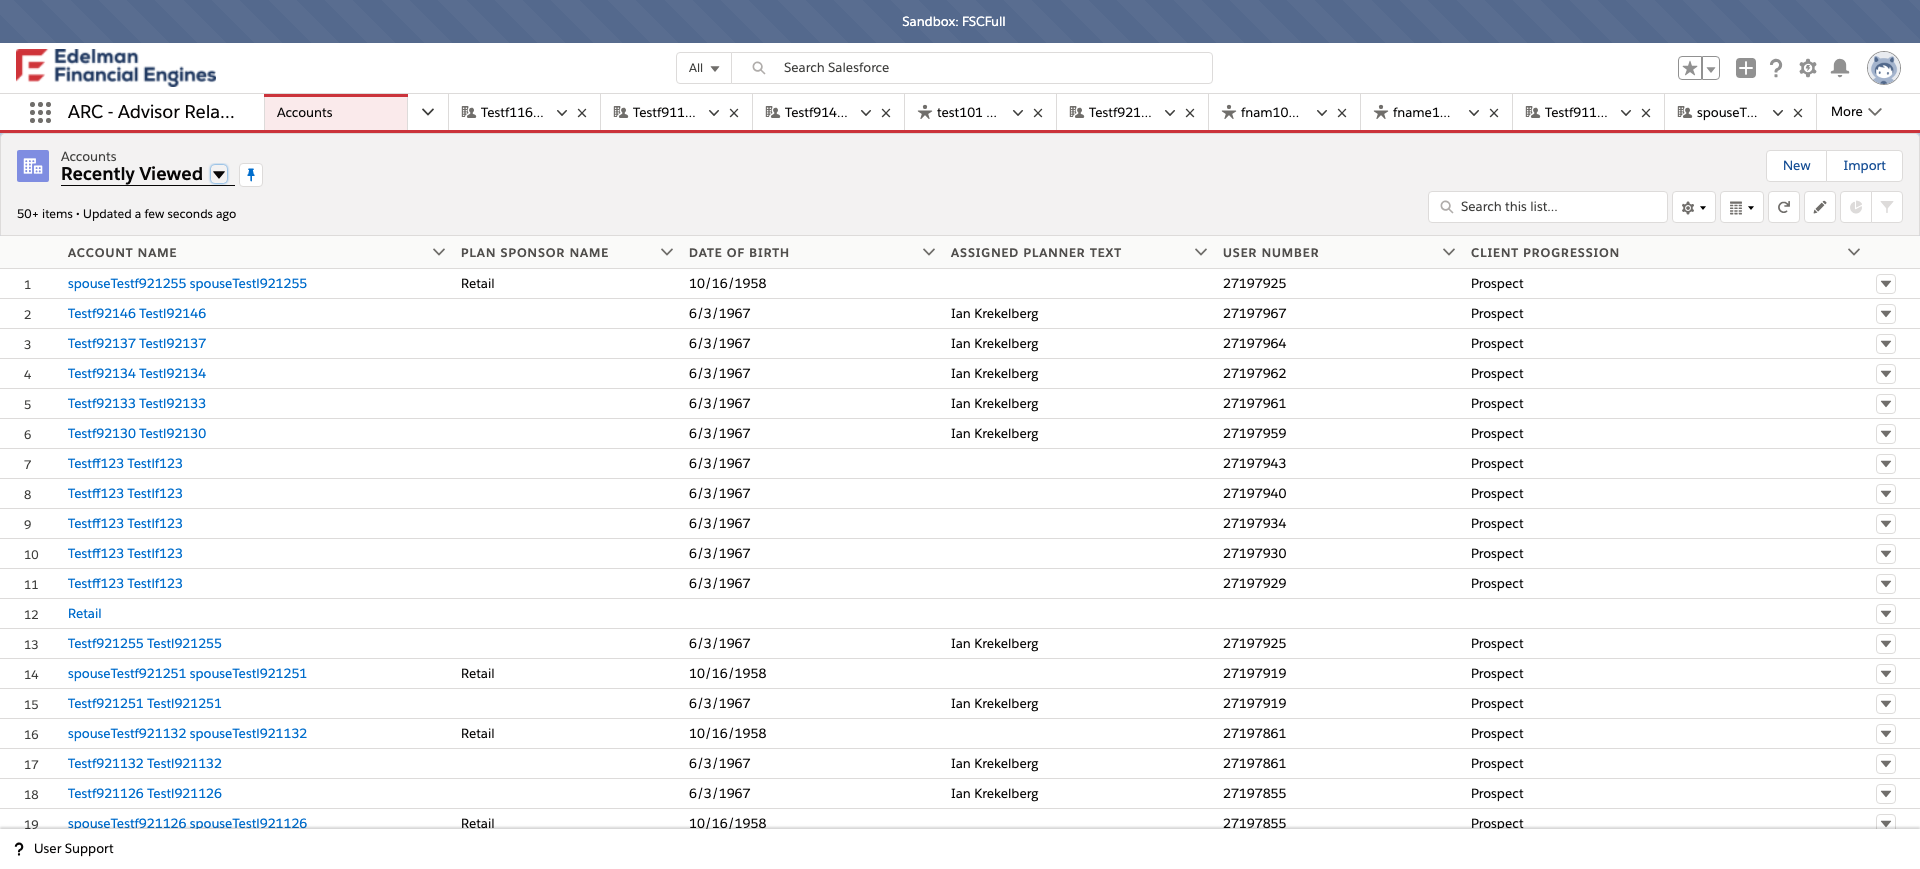 Sandbox: FSCFull
Edelman
Financial Engines
All
Search Salesforce
ARC - Advisor Rela...
Accounts
Testf116...
Testf911...
Testf914...
test101 ...
Testf921...
fnam10...
fname1...
Testf911...
spouseT...
More
Accounts
Recently Viewed
New
Import
50+ items • Updated a few seconds ago
Search this list...
ACCOUNT NAME PLAN SPONSOR NAME DATE OF BIRTH ASSIGNED PLANNER TEXT USER NUMBER CLIENT PROGRESSION
1 spouseTestf921255 spouseTestl921255 Retail 10/16/1958 27197925 Prospect
2 Testf92146 Testl92146 6/3/1967 Ian Krekelberg 27197967 Prospect
3 Testf92137 Testl92137 6/3/1967 Ian Krekelberg 27197964 Prospect
4 Testf92134 Testl92134 6/3/1967 Ian Krekelberg 27197962 Prospect
5 Testf92133 Testl92133 6/3/1967 Ian Krekelberg 27197961 Prospect
6 Testf92130 Testl92130 6/3/1967 Ian Krekelberg 27197959 Prospect
7 Testff123 Testlf123 6/3/1967 27197943 Prospect
8 Testff123 Testlf123 6/3/1967 27197940 Prospect
9 Testff123 Testlf123 6/3/1967 27197934 Prospect
10 Testff123 Testlf123 6/3/1967 27197930 Prospect
11 Testff123 Testlf123 6/3/1967 27197929 Prospect
12 Retail
13 Testf921255 Testl921255 6/3/1967 Ian Krekelberg 27197925 Prospect
14 spouseTestf921251 spouseTestl921251 Retail 10/16/1958 27197919 Prospect
15 Testf921251 Testl921251 6/3/1967 Ian Krekelberg 27197919 Prospect
16 spouseTestf921132 spouseTestl921132 Retail 10/16/1958 27197861 Prospect
17 Testf921132 Testl921132 6/3/1967 Ian Krekelberg 27197861 Prospect
18 Testf921126 Testl921126 6/3/1967 Ian Krekelberg 27197855 Prospect
19 spouseTestf921126 spouseTestl921126 Retail 10/16/1958 27197855 Prospect
? User Support